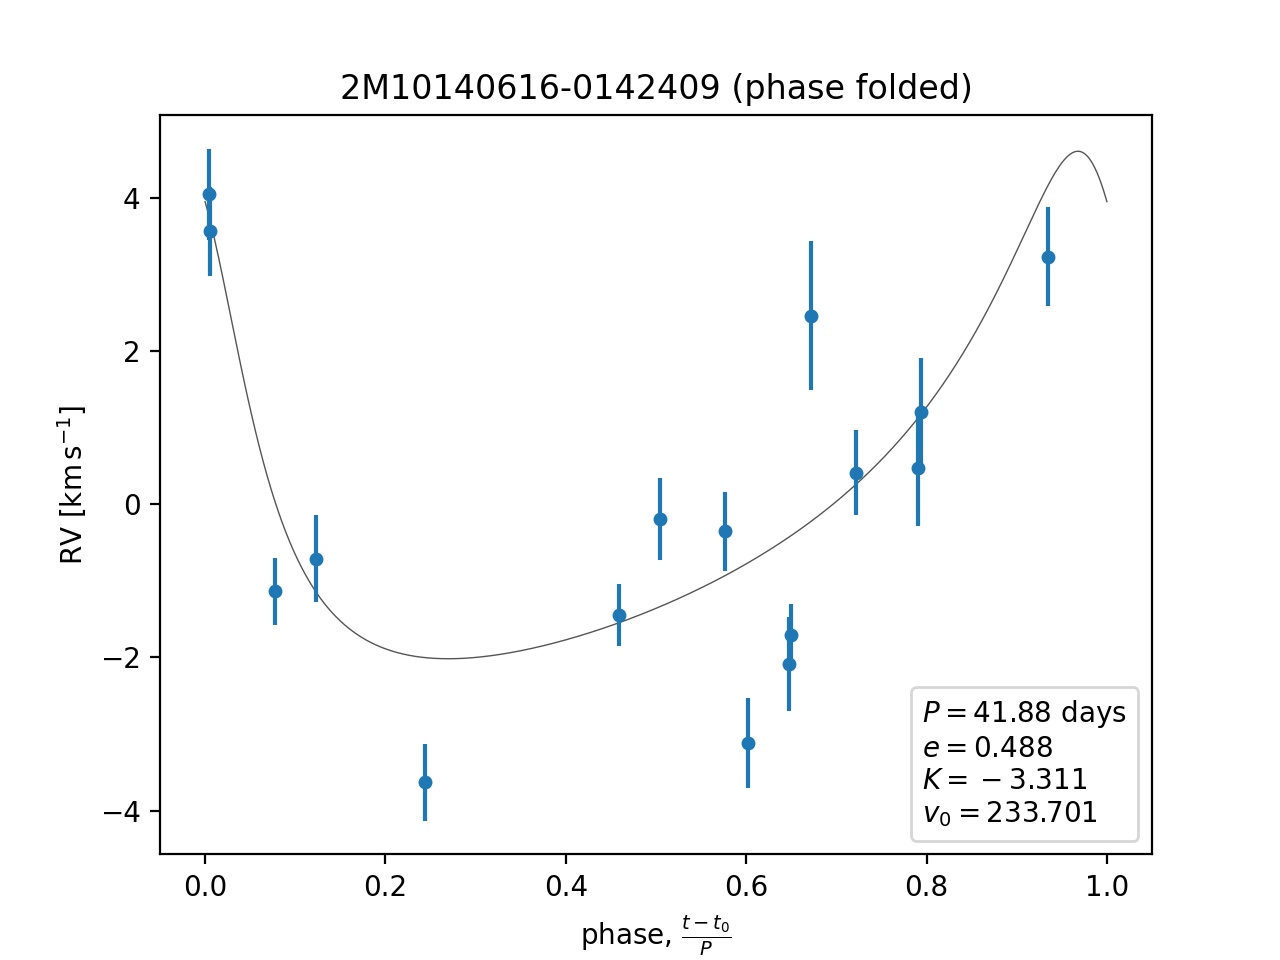 2M10140616-0142409 (phase folded)
RV [km s⁻¹]
4
2
0
−2
−4
0.0 0.2 0.4 0.6 0.8 1.0
phase, (t − t₀)/P
P = 41.88 days
e = 0.488
K = −3.311
v₀ = 233.701